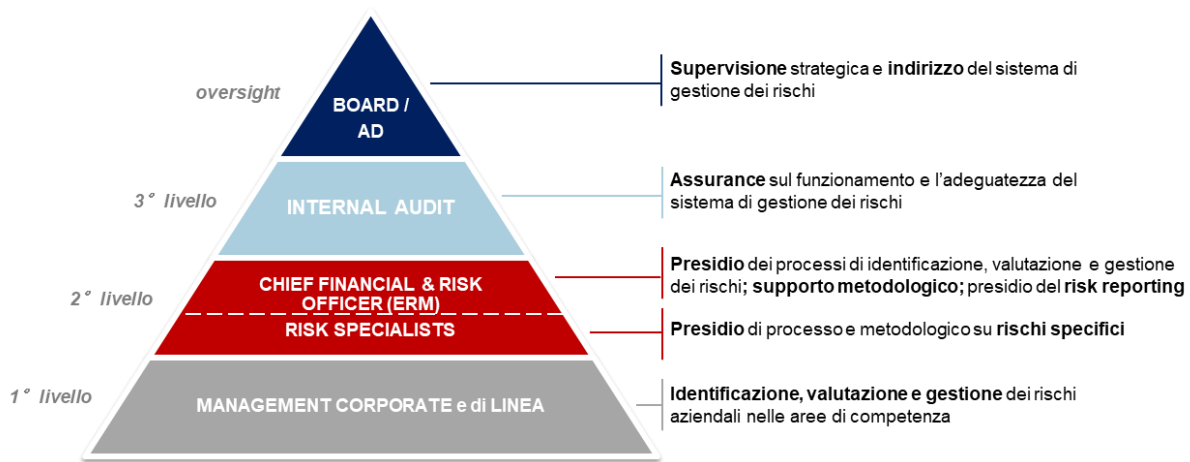 oversight
BOARD /
AD
Supervisione strategica e indirizzo del sistema di
gestione dei rischi
3° livello
INTERNAL AUDIT
Assurance sul funzionamento e l'adeguatezza del
sistema di gestione dei rischi
2° livello
CHIEF FINANCIAL & RISK
OFFICER (ERM)
Presidio dei processi di identificazione, valutazione e gestione
dei rischi; supporto metodologico; presidio del risk reporting
RISK SPECIALISTS
Presidio di processo e metodologico su rischi specifici
1° livello
MANAGEMENT CORPORATE e di LINEA
Identificazione, valutazione e gestione dei rischi
aziendali nelle aree di competenza